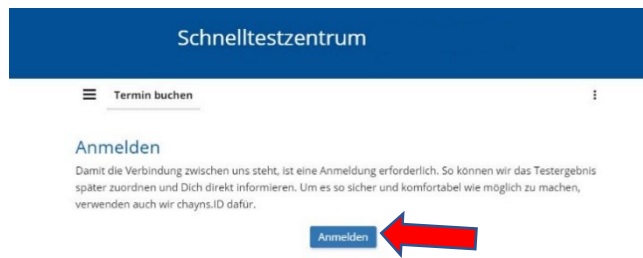 Schnelltestzentrum
Termin buchen
Anmelden
Damit die Verbindung zwischen uns steht, ist eine Anmeldung erforderlich. So können wir das Testergebnis
später zuordnen und Dich direkt informieren. Um es so sicher und komfortabel wie möglich zu machen,
verwenden auch wir chayns.ID dafür.
Anmelden